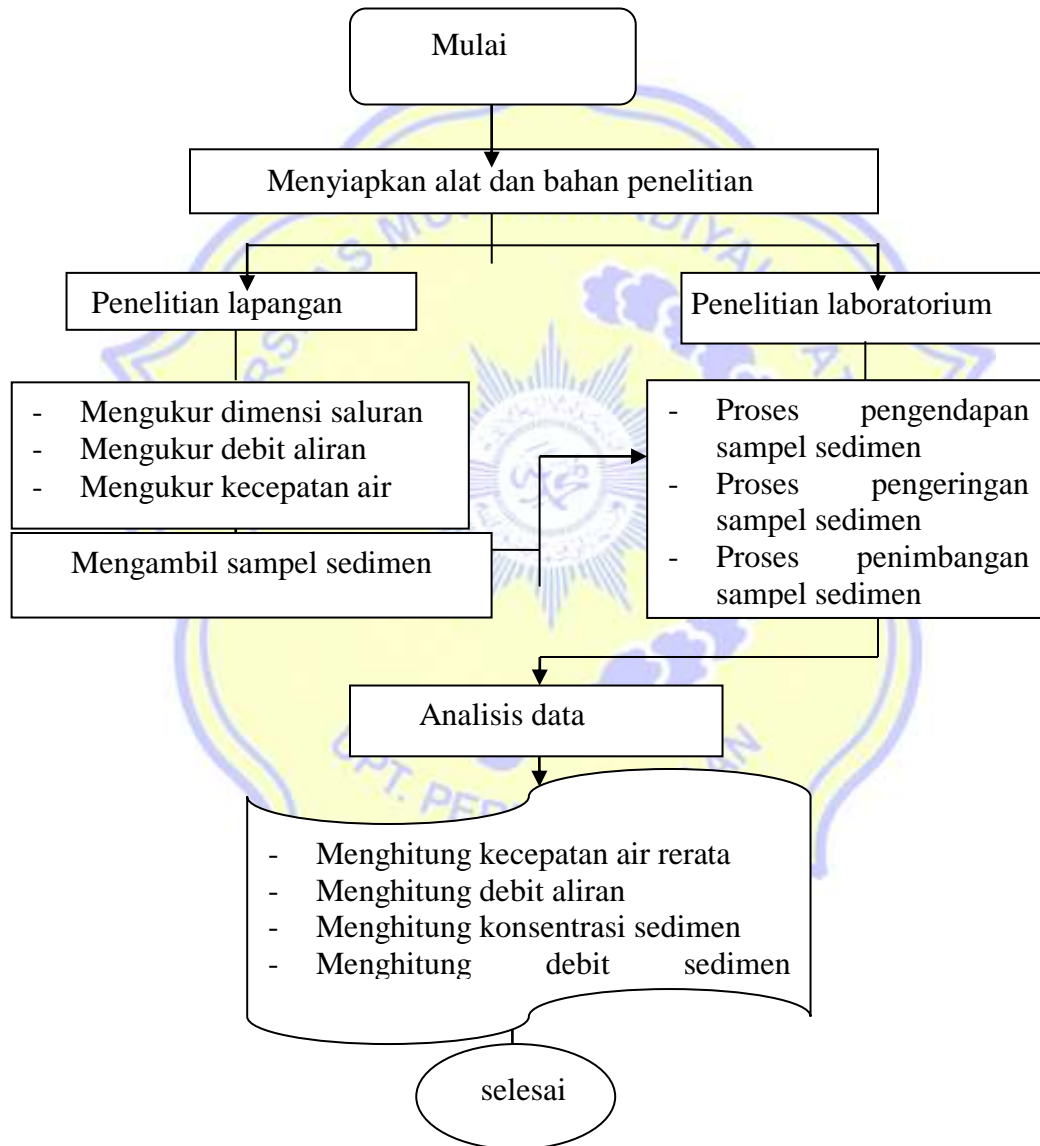 Mulai
Menyiapkan alat dan bahan penelitian
Penelitian lapangan
Penelitian laboratorium
- Mengukur dimensi saluran
- Mengukur debit aliran
- Mengukur kecepatan air
Mengambil sampel sedimen
- Proses pengendapan
sampel sedimen
- Proses pengeringan
sampel sedimen
- Proses penimbangan
sampel sedimen
Analisis data
- Menghitung kecepatan air rerata
- Menghitung debit aliran
- Menghitung konsentrasi sedimen
- Menghitung debit sedimen
selesai
UPT. PER